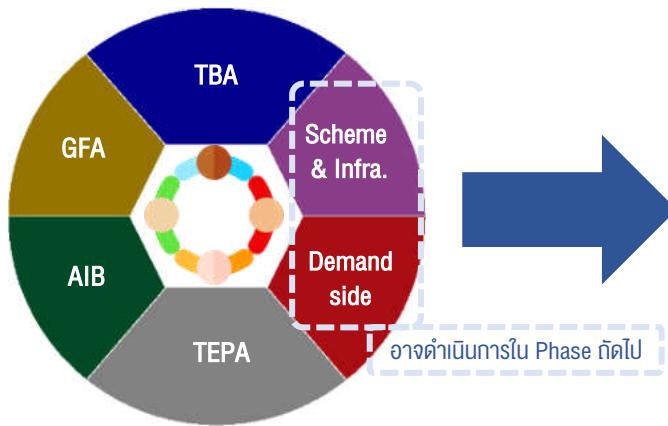 TBA
GFA
Scheme
& Infra.
AIB
Demand
side
TEPA
อาจดำเนินการใน Phase ถัดไป